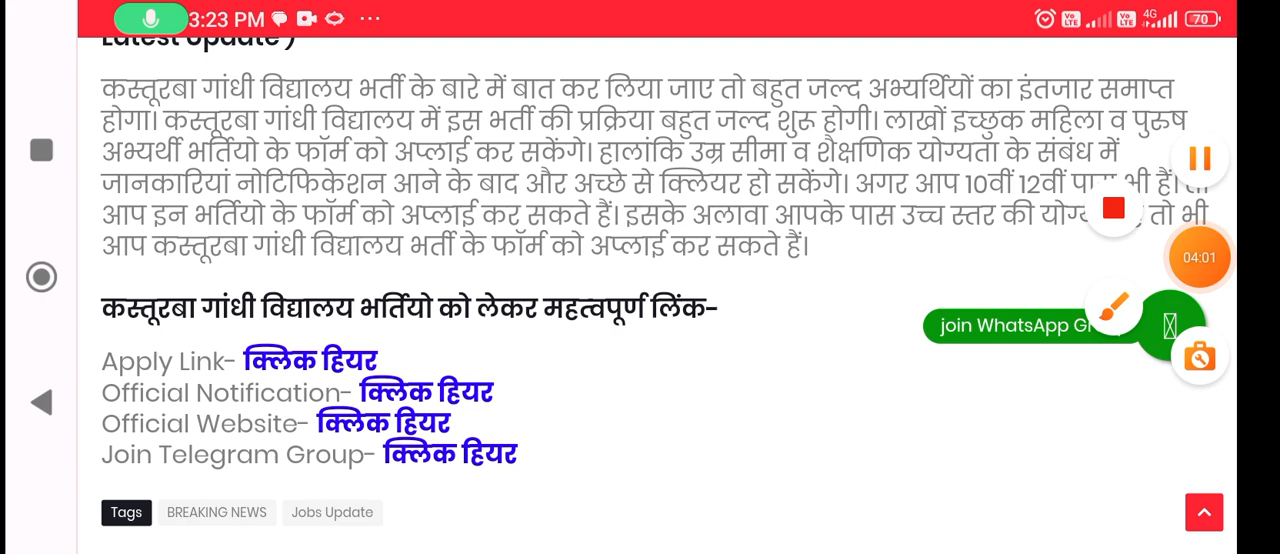 3:23 PM
4G
70
Latest Update)
कस्तूरबा गांधी विद्यालय भर्ती के बारे में बात कर लिया जाए तो बहुत जल्द अभ्यर्थियों का इंतजार समाप्त
होगा। कस्तूरबा गांधी विद्यालय में इस भर्ती की प्रक्रिया बहुत जल्द शुरू होगी। लाखों इच्छुक महिला व पुरुष
अभ्यर्थी भर्तियो के फॉर्म को अप्लाई कर सकेंगे। हालांकि उम्र सीमा व शैक्षणिक योग्यता के संबंध में
जानकारियां नोटिफिकेशन आने के बाद और अच्छे से क्लियर हो सकेंगे। अगर आप 10वीं 12वीं भी हैं। तो
आप इन भर्तियो के फॉर्म को अप्लाई कर सकते हैं। इसके अलावा आपके पास उच्च स्तर की तो भी
आप कस्तूरबा गांधी विद्यालय भर्ती के फॉर्म को अप्लाई कर सकते हैं।
04:01
कस्तूरबा गांधी विद्यालय भर्तियो को लेकर महत्वपूर्ण लिंक-
join WhatsApp
Apply Link- क्लिक हियर
Official Notification- क्लिक हियर
Official Website- क्लिक हियर
Join Telegram Group- क्लिक हियर
Tags BREAKING NEWS Jobs Update